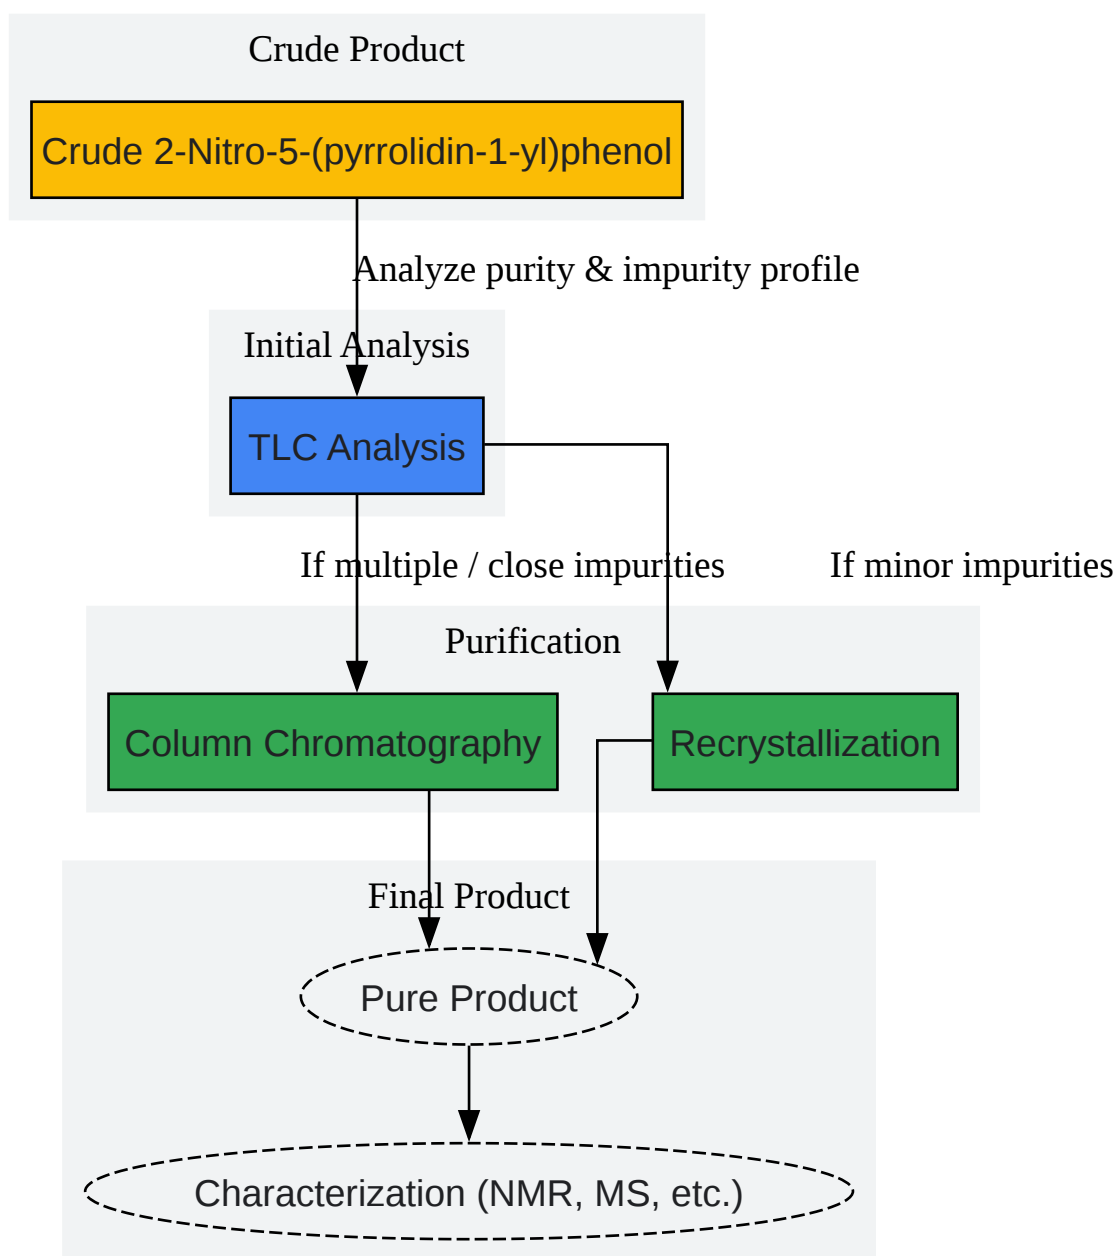 Crude Product
Crude 2-Nitro-5-(pyrrolidin-1-yl)phenol
Analyze purity & impurity profile
Initial Analysis
TLC Analysis
If multiple / close impurities
If minor impurities
Purification
Column Chromatography
Recrystallization
Final Product
Pure Product
Characterization (NMR, MS, etc.)